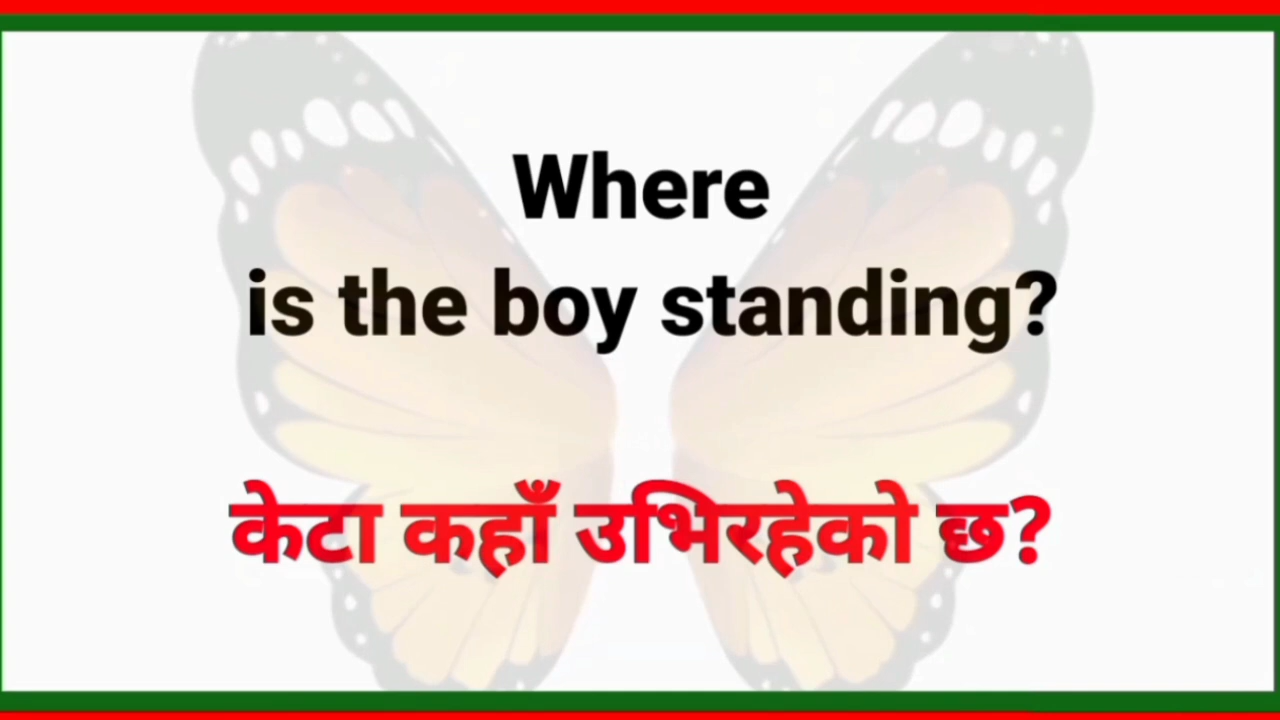 Where
is the boy standing?
केटा कहाँ उभिरहेको छ?